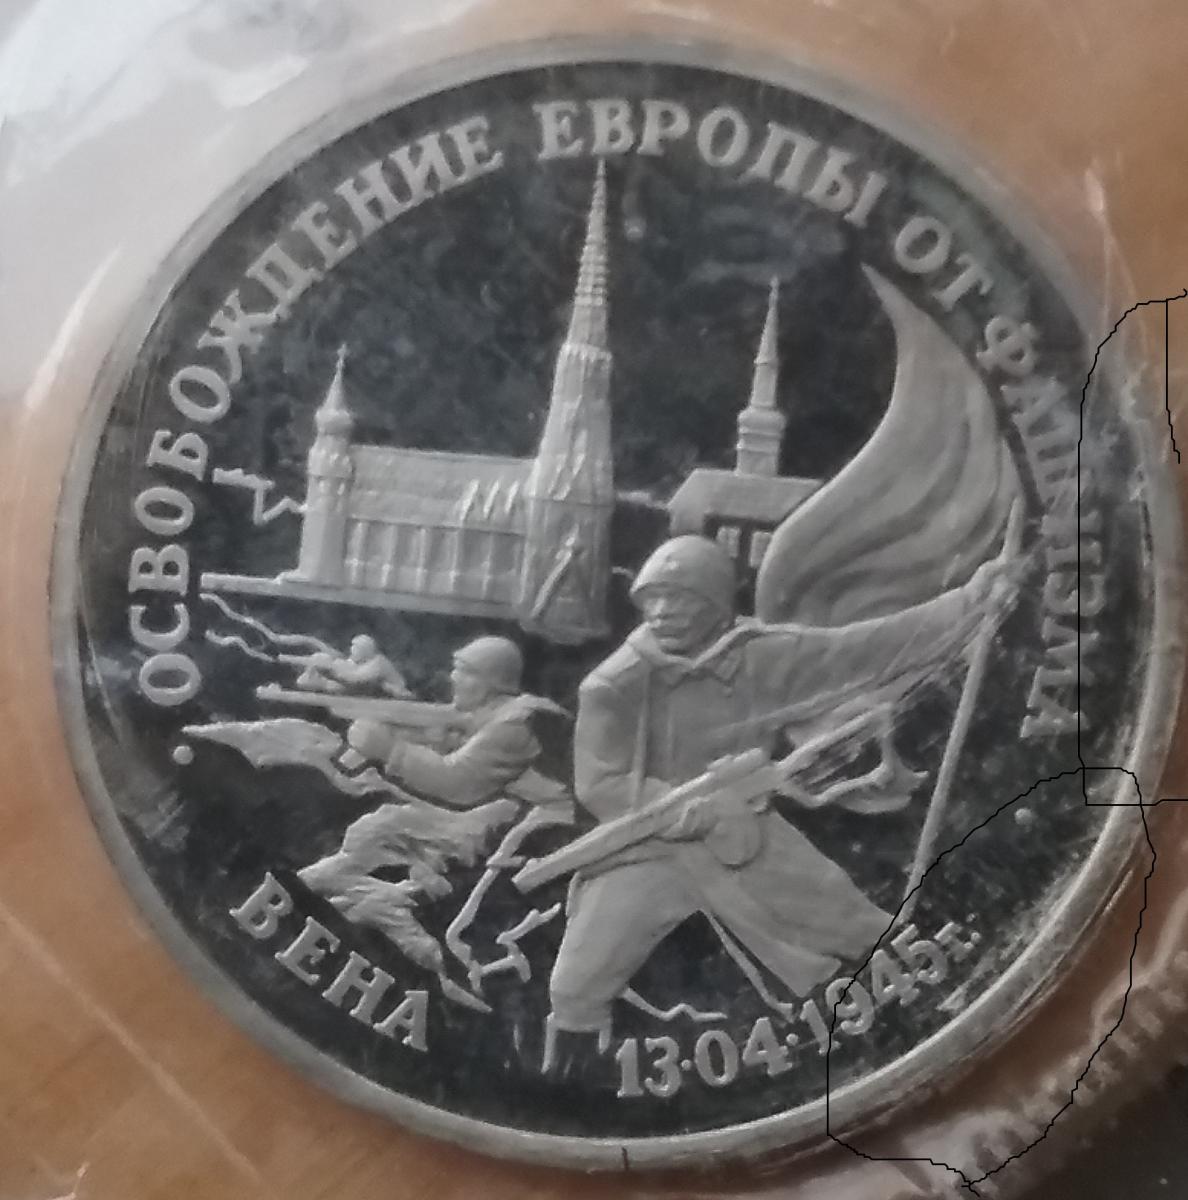 ОСВОБОЖДЕНИЕ ЕВРОПЫ ОТ ФАШИЗМА
ВЕНА
13·04·1945г.